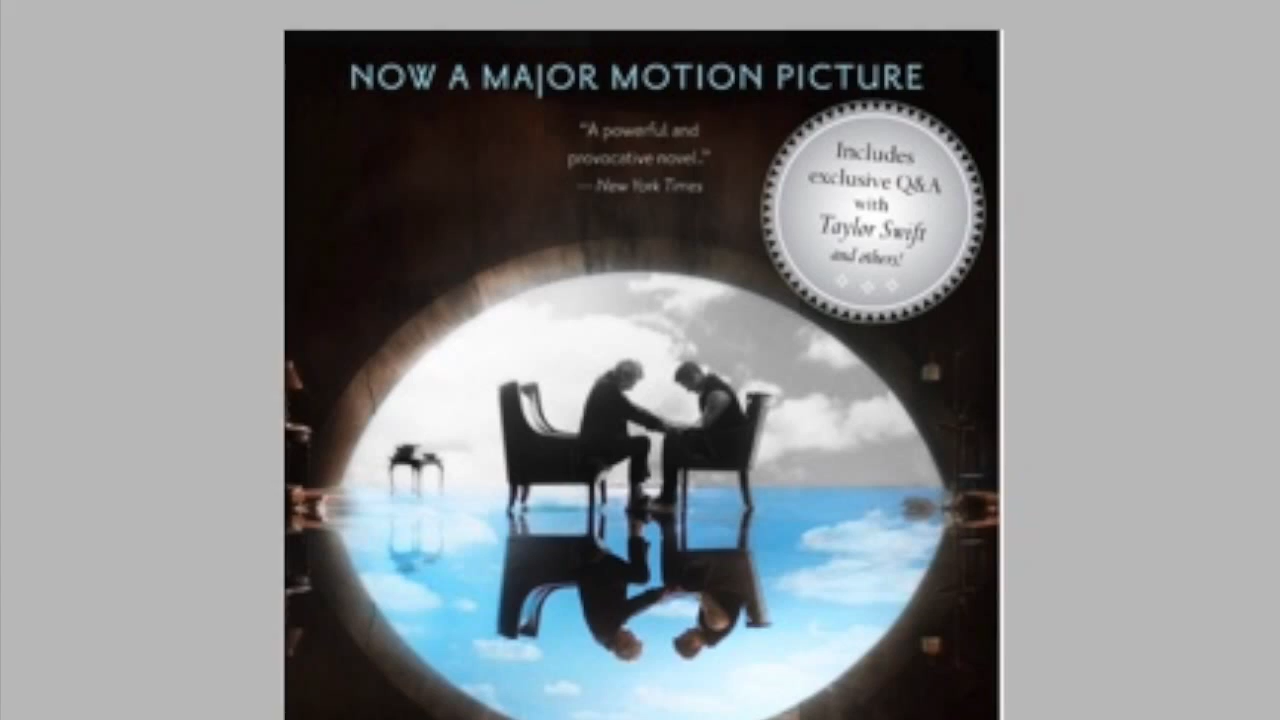 NOW A MAJOR MOTION PICTURE
"A powerful and
provocative novel."
—New York Times
Includes
exclusive Q&A
with
Taylor Swift
and others!